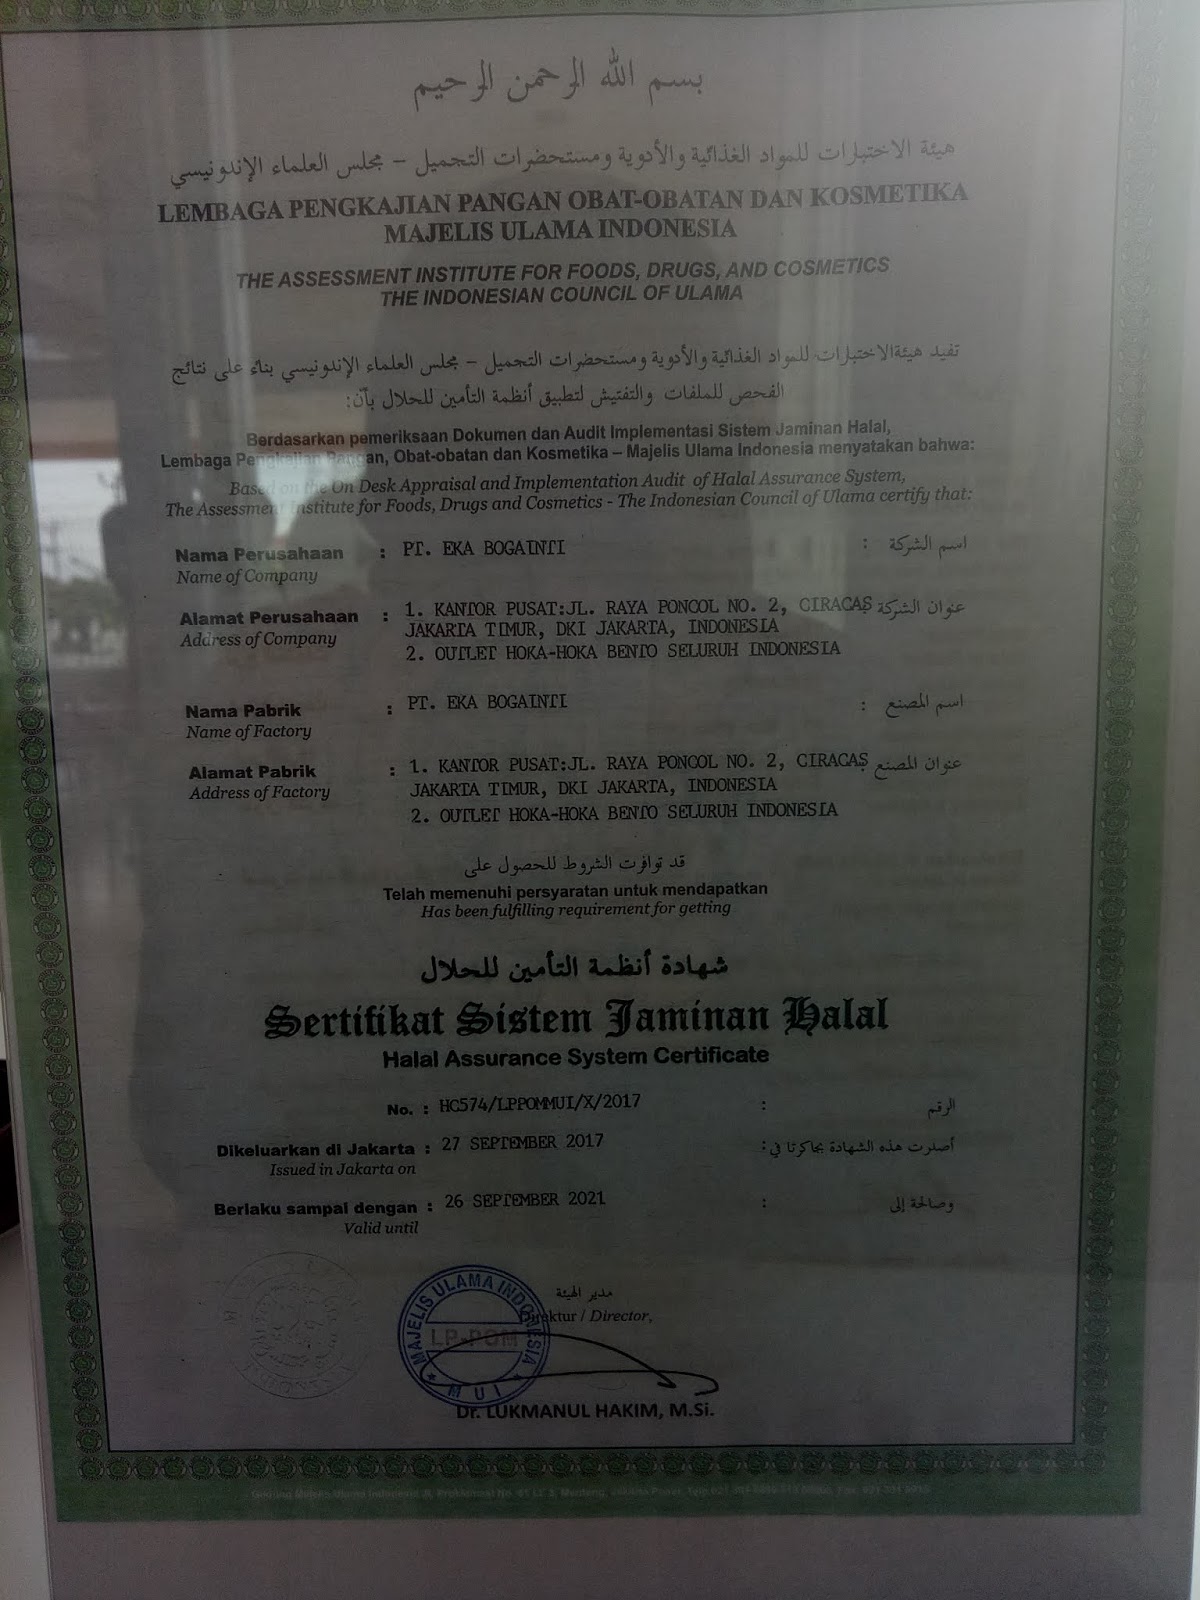 بسم الله الرحمن الرحيم
هيئة الاختبارات للمواد الغذائية والأدوية ومستحضرات التجميل – مجلس العلماء الإندونيسي
LEMBAGA PENGKAJIAN PANGAN OBAT-OBATAN DAN KOSMETIKA
MAJELIS ULAMA INDONESIA
THE ASSESSMENT INSTITUTE FOR FOODS, DRUGS, AND COSMETICS
THE INDONESIAN COUNCIL OF ULAMA
تفيد هيئةالاختبارات للمواد الغذائية والأدوية ومستحضرات التجميل – مجلس العلماء الإندونيسي بناءً على نتائج
الفحص للملفات والتفتيش لتطبيق أنظمة التأمين للحلال بأنّ:
Berdasarkan pemeriksaan Dokumen dan Audit Implementasi Sistem Jaminan Halal,
Lembaga Pengkajian Pangan, Obat-obatan dan Kosmetika – Majelis Ulama Indonesia menyatakan bahwa:
Based on the On Desk Appraisal and Implementation Audit of Halal Assurance System,
The Assessment Institute for Foods, Drugs and Cosmetics - The Indonesian Council of Ulama certify that:
Nama Perusahaan : PT. EKA BOGAINTI : اسم الشركة
Name of Company
Alamat Perusahaan : 1. KANTOR PUSAT:JL. RAYA PONCOL NO. 2, CIRACAS عنوان الشركة :
Address of Company JAKARTA TIMUR, DKI JAKARTA, INDONESIA
2. OUTLET HOKA-HOKA BENTO SELURUH INDONESIA
Nama Pabrik : PT. EKA BOGAINTI : اسم المصنع
Name of Factory
Alamat Pabrik : 1. KANTOR PUSAT:JL. RAYA PONCOL NO. 2, CIRACAS عنوان المصنع :
Address of Factory JAKARTA TIMUR, DKI JAKARTA, INDONESIA
2. OUTLET HOKA-HOKA BENTO SELURUH INDONESIA
قد توافرت الشروط للحصول على
Telah memenuhi persyaratan untuk mendapatkan
Has been fulfilling requirement for getting
شهادة أنظمة التأمين للحلال
Sertifikat Sistem Jaminan Halal
Halal Assurance System Certificate
No. : HC574/LPPOMMUI/X/2017 : الرقم
Dikeluarkan di Jakarta : 27 SEPTEMBER 2017 أصدرت هذه الشهادة بجاكرتا في:
Issued in Jakarta on
Berlaku sampai dengan : 26 SEPTEMBER 2021 : وصالحة إلى
Valid until
مدير الهيئة
Direktur / Director,
MAJELIS ULAMA INDONESIA
LP-POM
MUI
Dr. LUKMANUL HAKIM, M.Si.